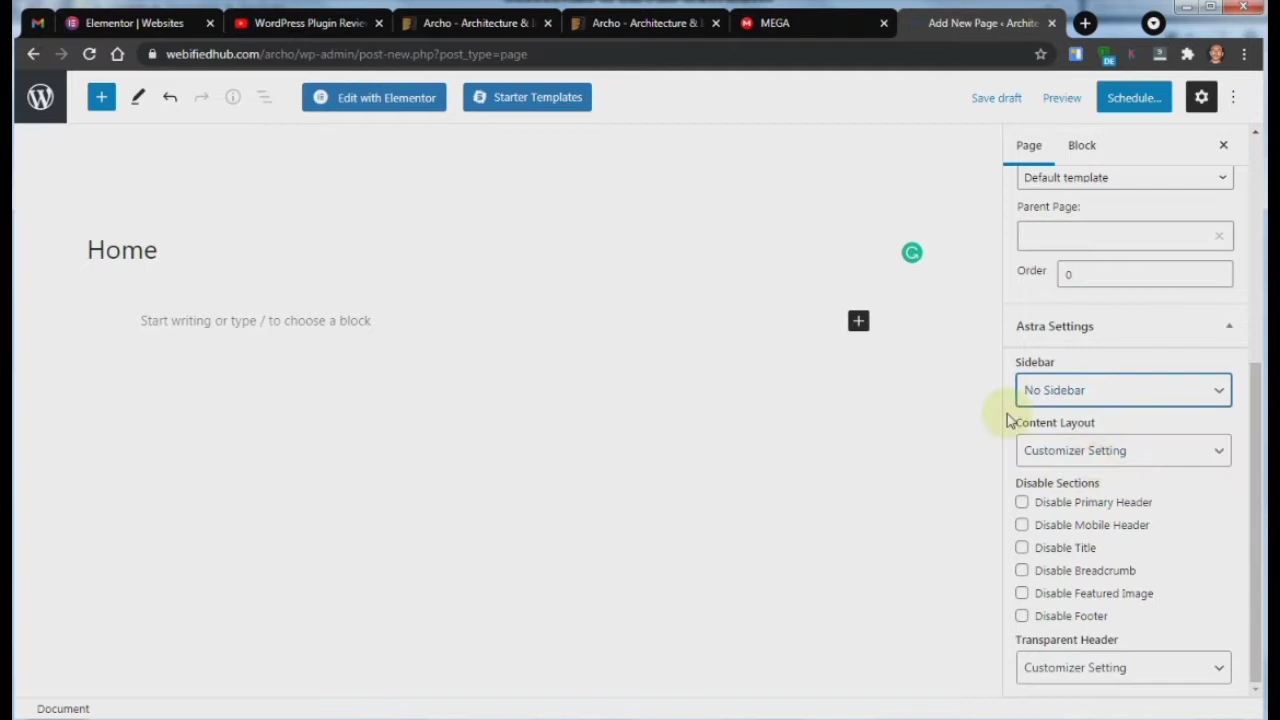 Elementor | Websites
WordPress Plugin Revie
Archo - Architecture & I
Archo - Architecture & I
MEGA
Add New Page ‹ Archite
webifiedhub.com/archo/wp-admin/post-new.php?post_type=page
DE
Edit with Elementor
Starter Templates
Save draft
Preview
Schedule...
Page
Block
Default template
Parent Page:
Order
0
Home
Start writing or type / to choose a block
Astra Settings
Sidebar
No Sidebar
Content Layout
Customizer Setting
Disable Sections
Disable Primary Header
Disable Mobile Header
Disable Title
Disable Breadcrumb
Disable Featured Image
Disable Footer
Transparent Header
Customizer Setting
Document